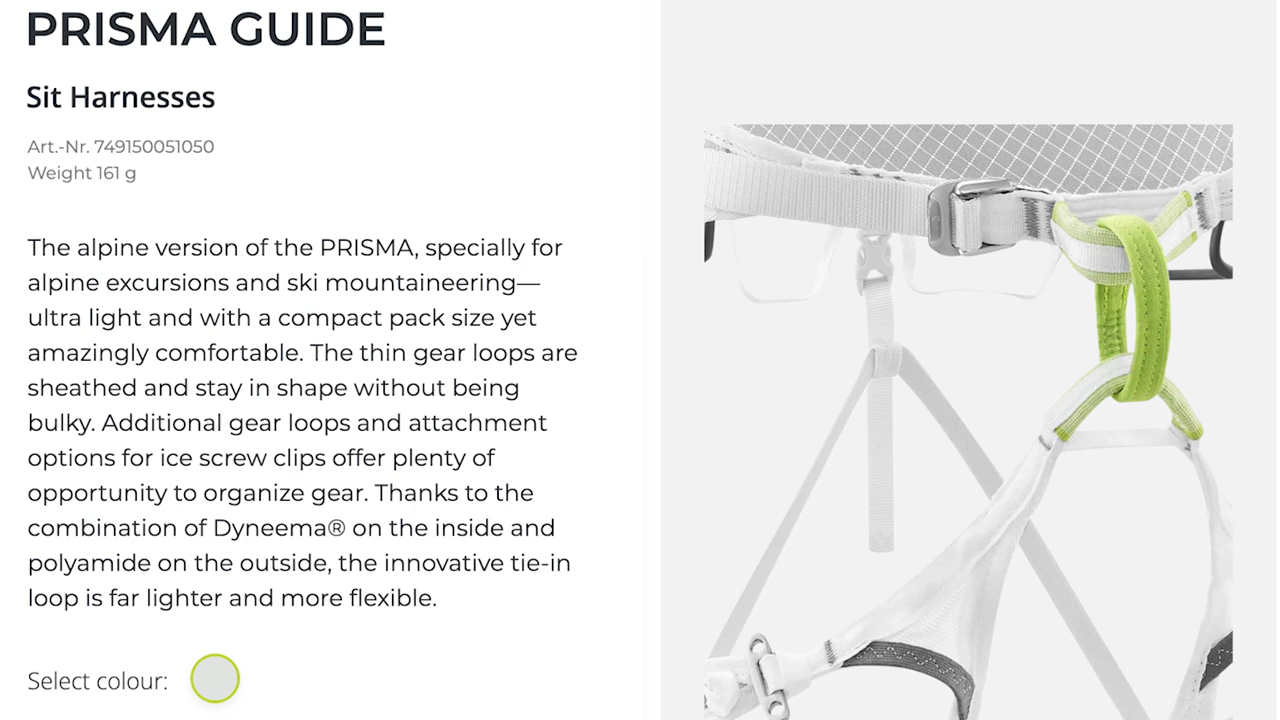 PRISMA GUIDE
Sit Harnesses
Art.-Nr. 749150051050
Weight 161 g
The alpine version of the PRISMA, specially for
alpine excursions and ski mountaineering—
ultra light and with a compact pack size yet
amazingly comfortable. The thin gear loops are
sheathed and stay in shape without being
bulky. Additional gear loops and attachment
options for ice screw clips offer plenty of
opportunity to organize gear. Thanks to the
combination of Dyneema® on the inside and
polyamide on the outside, the innovative tie-in
loop is far lighter and more flexible.
Select colour: